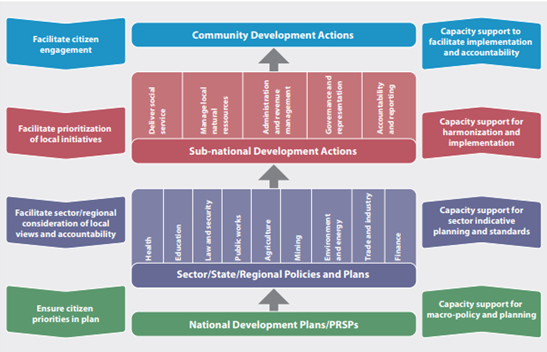 Facilitate citizen
engagement
Community Development Actions
Capacity support to
facilitate implementation
and accountability
Facilitate prioritization
of local initiatives
Deliver social
service
Manage local
natural
ressources
Administration
and revenue
management
Governance and
representation
Accountability
and reporting
Sub-national Development Actions
Capacity support for
harmonization and
implementation
Facilitate sector/regional
consideration of local
views and accountability
Health
Education
Law and security
Public works
Agriculture
Mining
Environment
and energy
Trade and industry
Finance
Sector/State/Regional Policies and Plans
Capacity support for
sector indicative
planning and standards
Ensure citizen
priorities in plan
National Development Plans/PRSPs
Capacity support for
macro-policy and planning